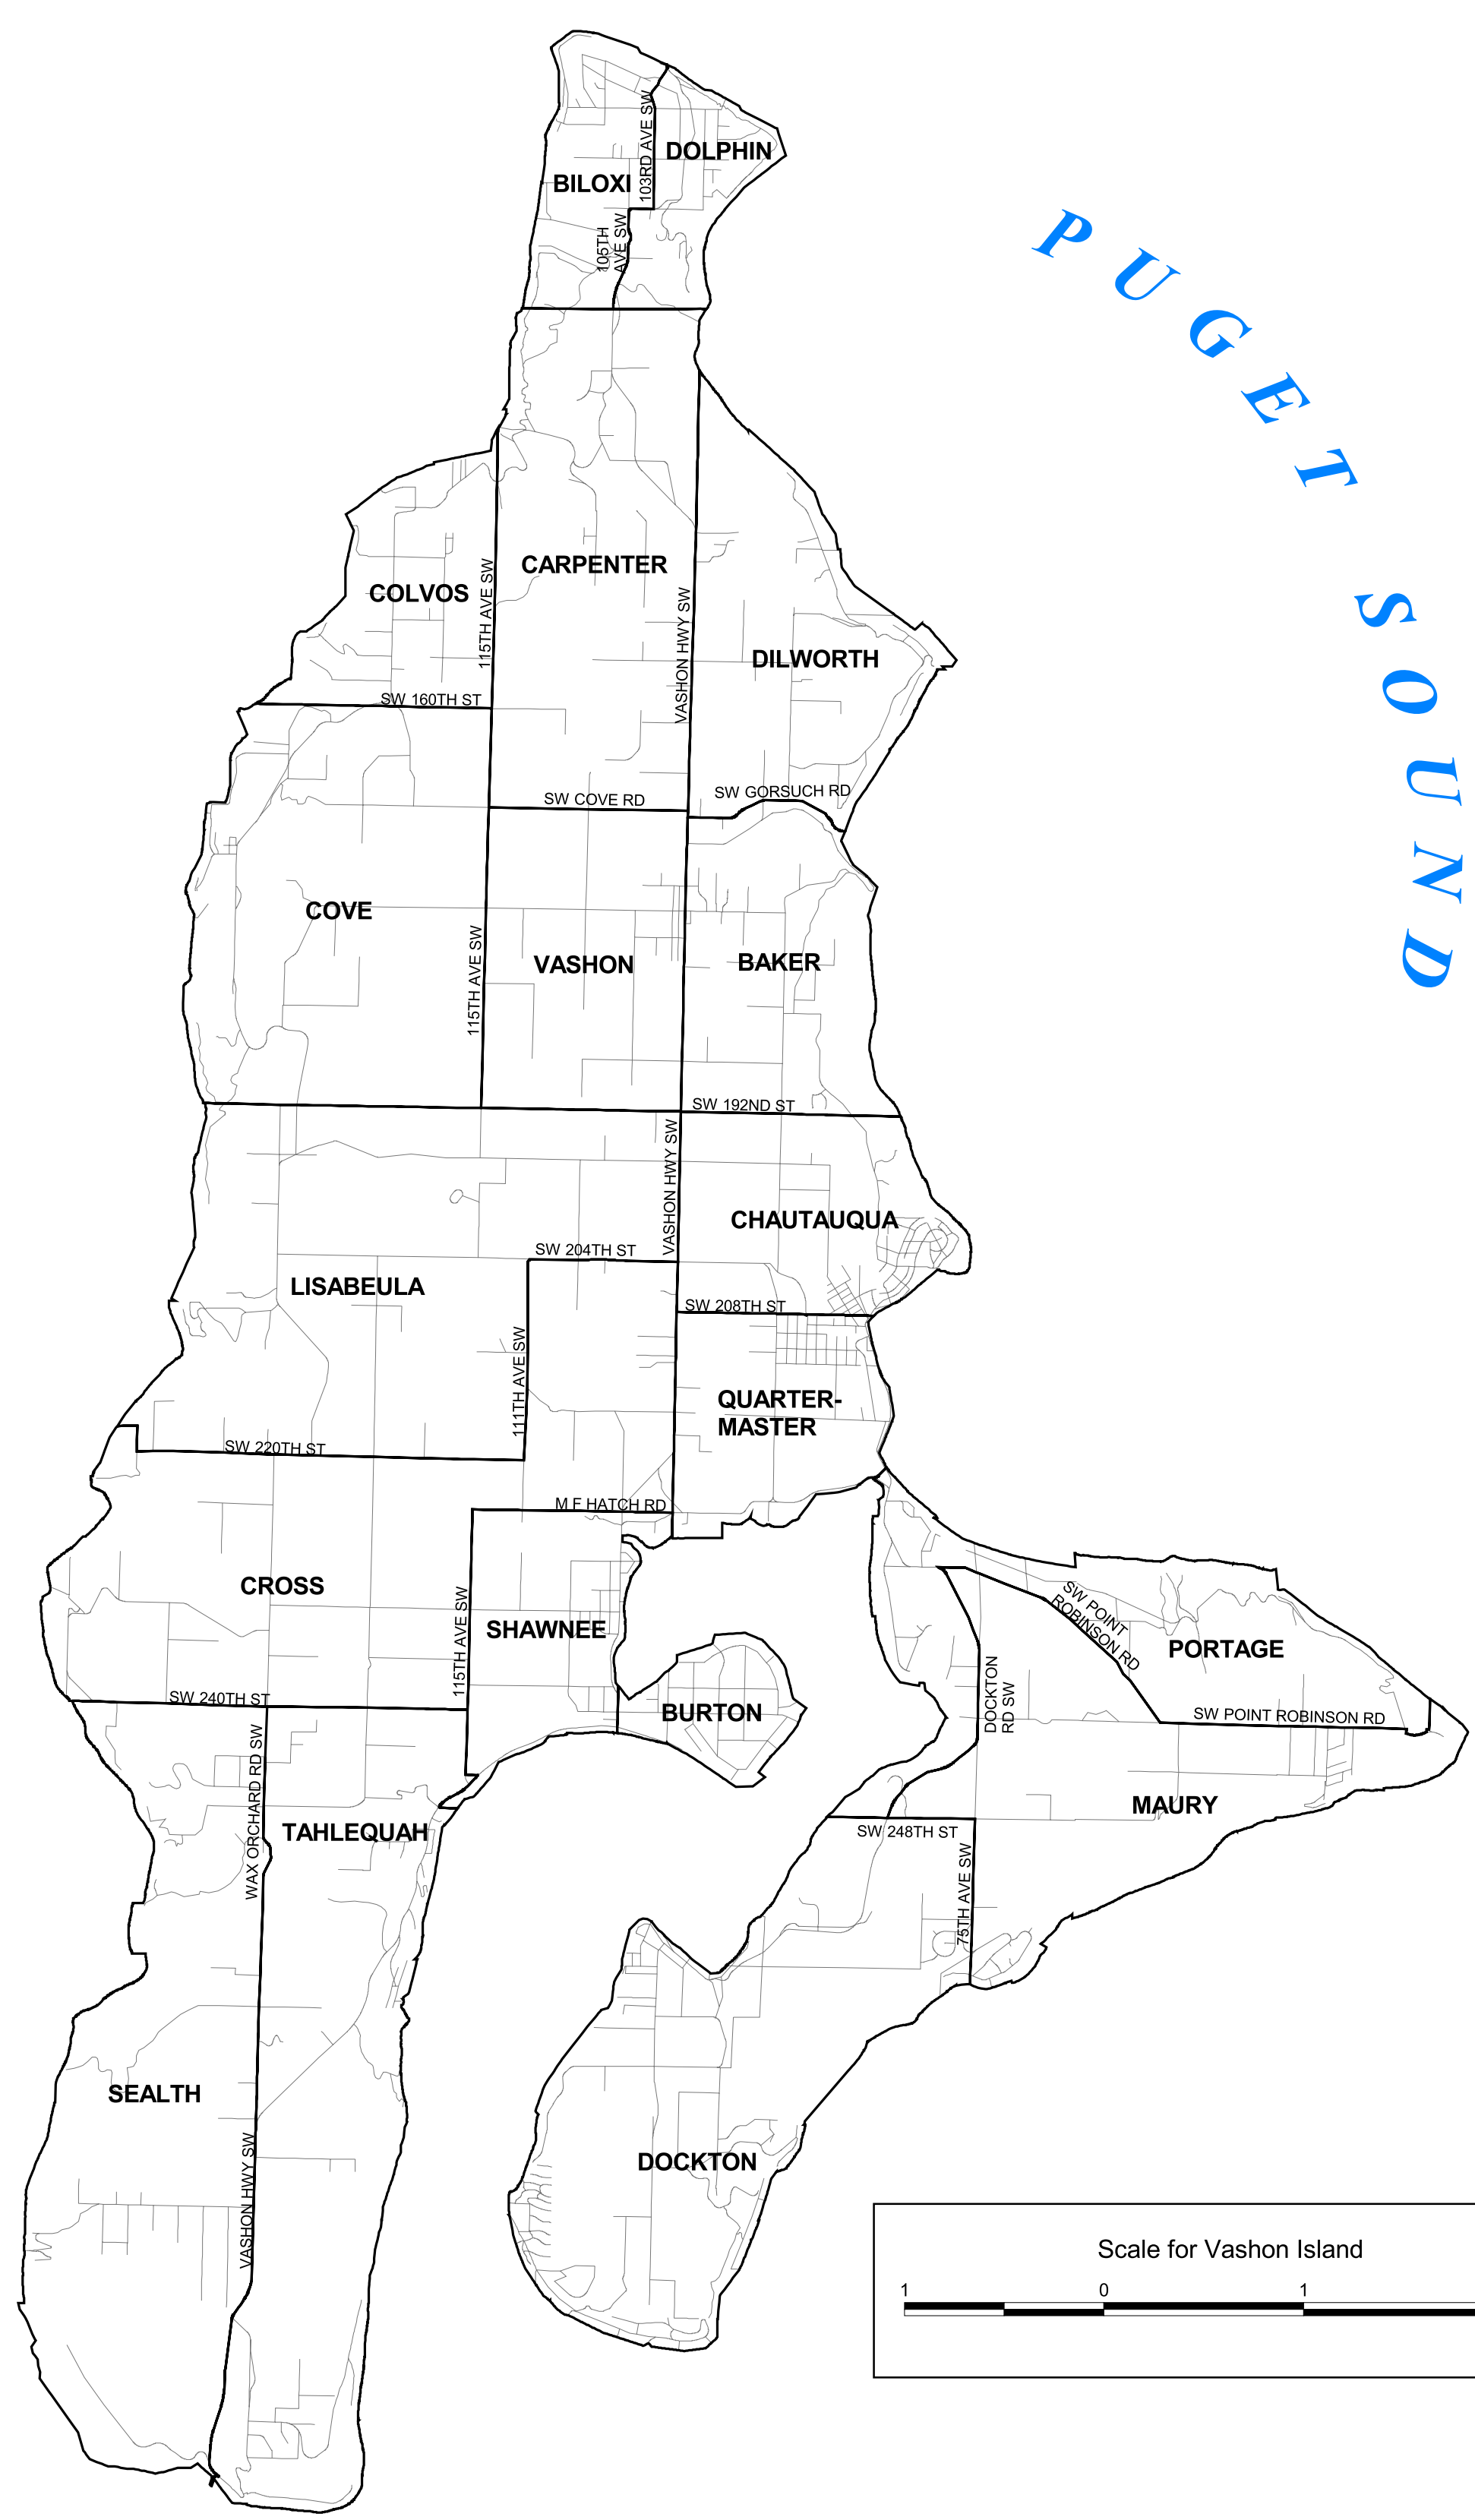 PUGET SOUND
DOLPHIN
BILOXI
103RD AVE SW
105TH
AVE SW
CARPENTER
COLVOS
115TH AVE SW
VASHON HWY SW
DILWORTH
SW 160TH ST
SW COVE RD
SW GORSUCH RD
COVE
VASHON
BAKER
115TH AVE SW
SW 192ND ST
VASHON HWY SW
CHAUTAUQUA
SW 204TH ST
LISABEULA
SW 208TH ST
111TH AVE SW
QUARTER-
MASTER
SW 220TH ST
M F HATCH RD
CROSS
115TH AVE SW
SHAWNEE
SW POINT
ROBINSON RD
PORTAGE
SW 240TH ST
BURTON
DOCKTON
RD SW
SW POINT ROBINSON RD
WAX ORCHARD RD SW
TAHLEQUAH
MAURY
SW 248TH ST
75TH AVE SW
SEALTH
VASHON HWY SW
DOCKTON
Scale for Vashon Island
1 0 1